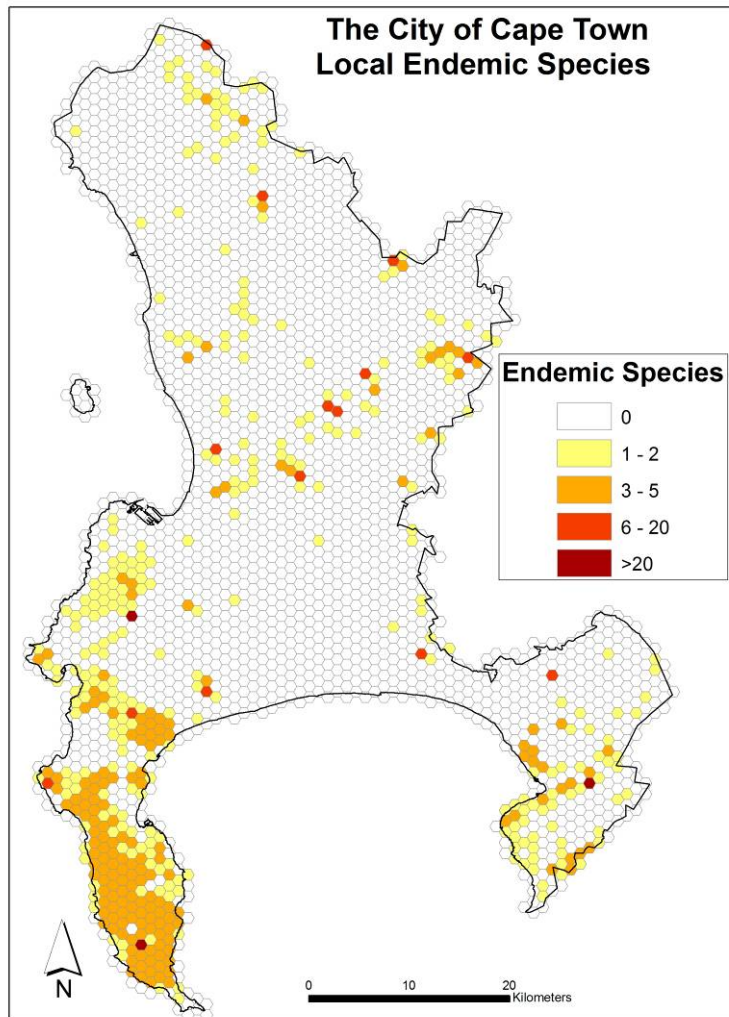 The City of Cape Town
Local Endemic Species
Endemic Species
0
1 - 2
3 - 5
6 - 20
>20
N
0 10 20
Kilometers